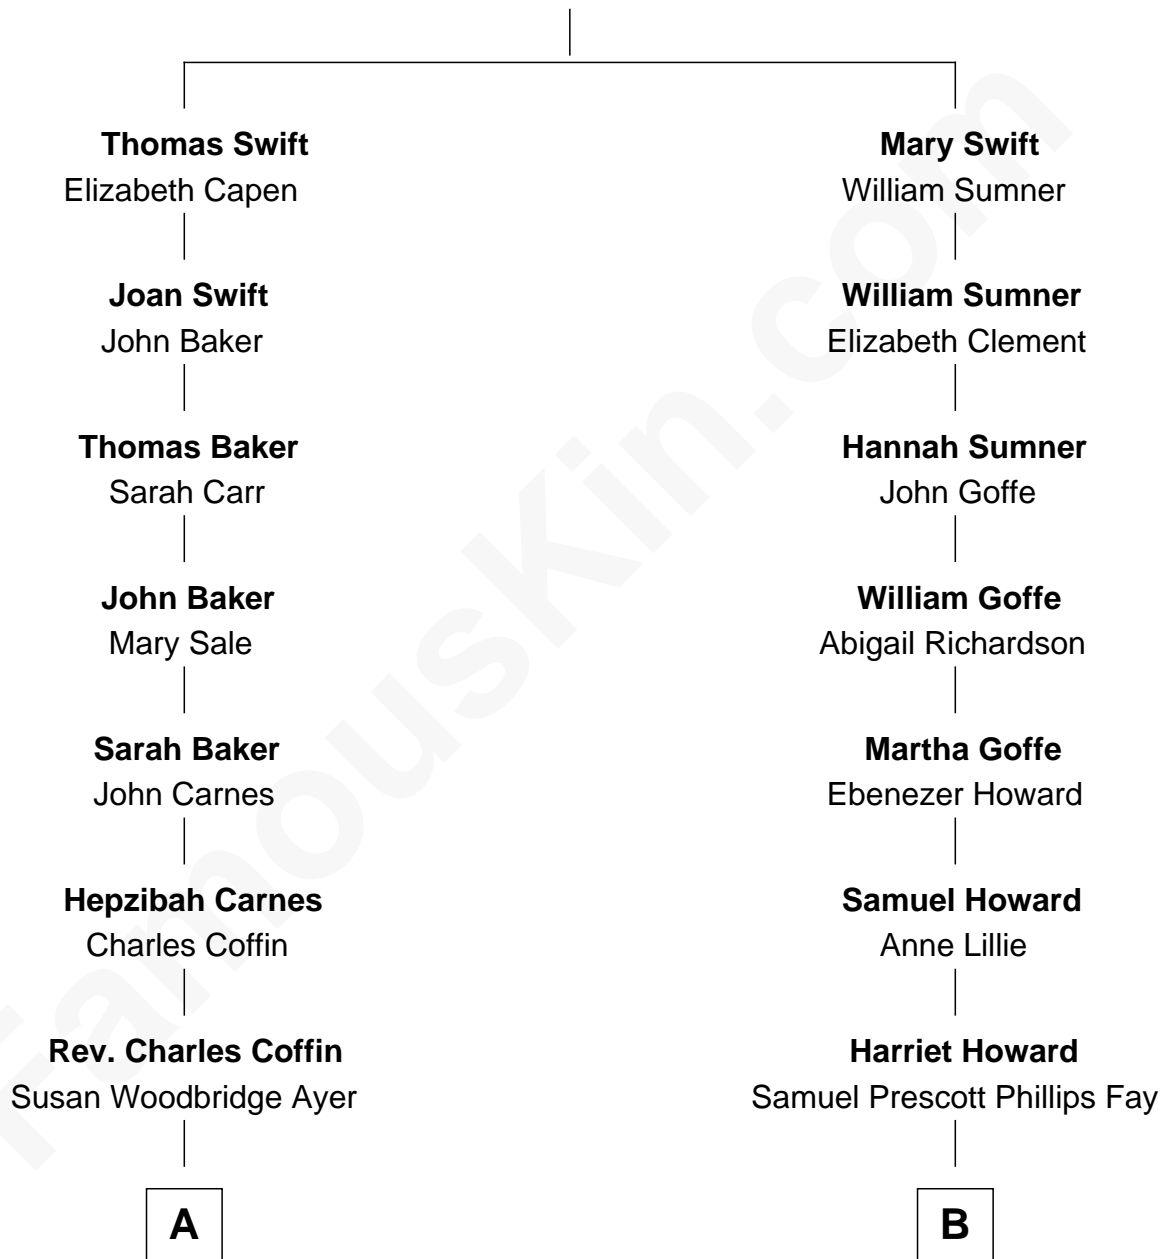 Thomas Swift
Elizabeth Capen
Joan Swift
John Baker
Thomas Baker
Sarah Carr
John Baker
Mary Sale
Sarah Baker
John Carnes
Hepzibah Carnes
Charles Coffin
Rev. Charles Coffin
Susan Woodbridge Ayer
A
Mary Swift
William Sumner
William Sumner
Elizabeth Clement
Hannah Sumner
John Goffe
William Goffe
Abigail Richardson
Martha Goffe
Ebenezer Howard
Samuel Howard
Anne Lillie
Harriet Howard
Samuel Prescott Phillips Fay
B
FamousKin.com